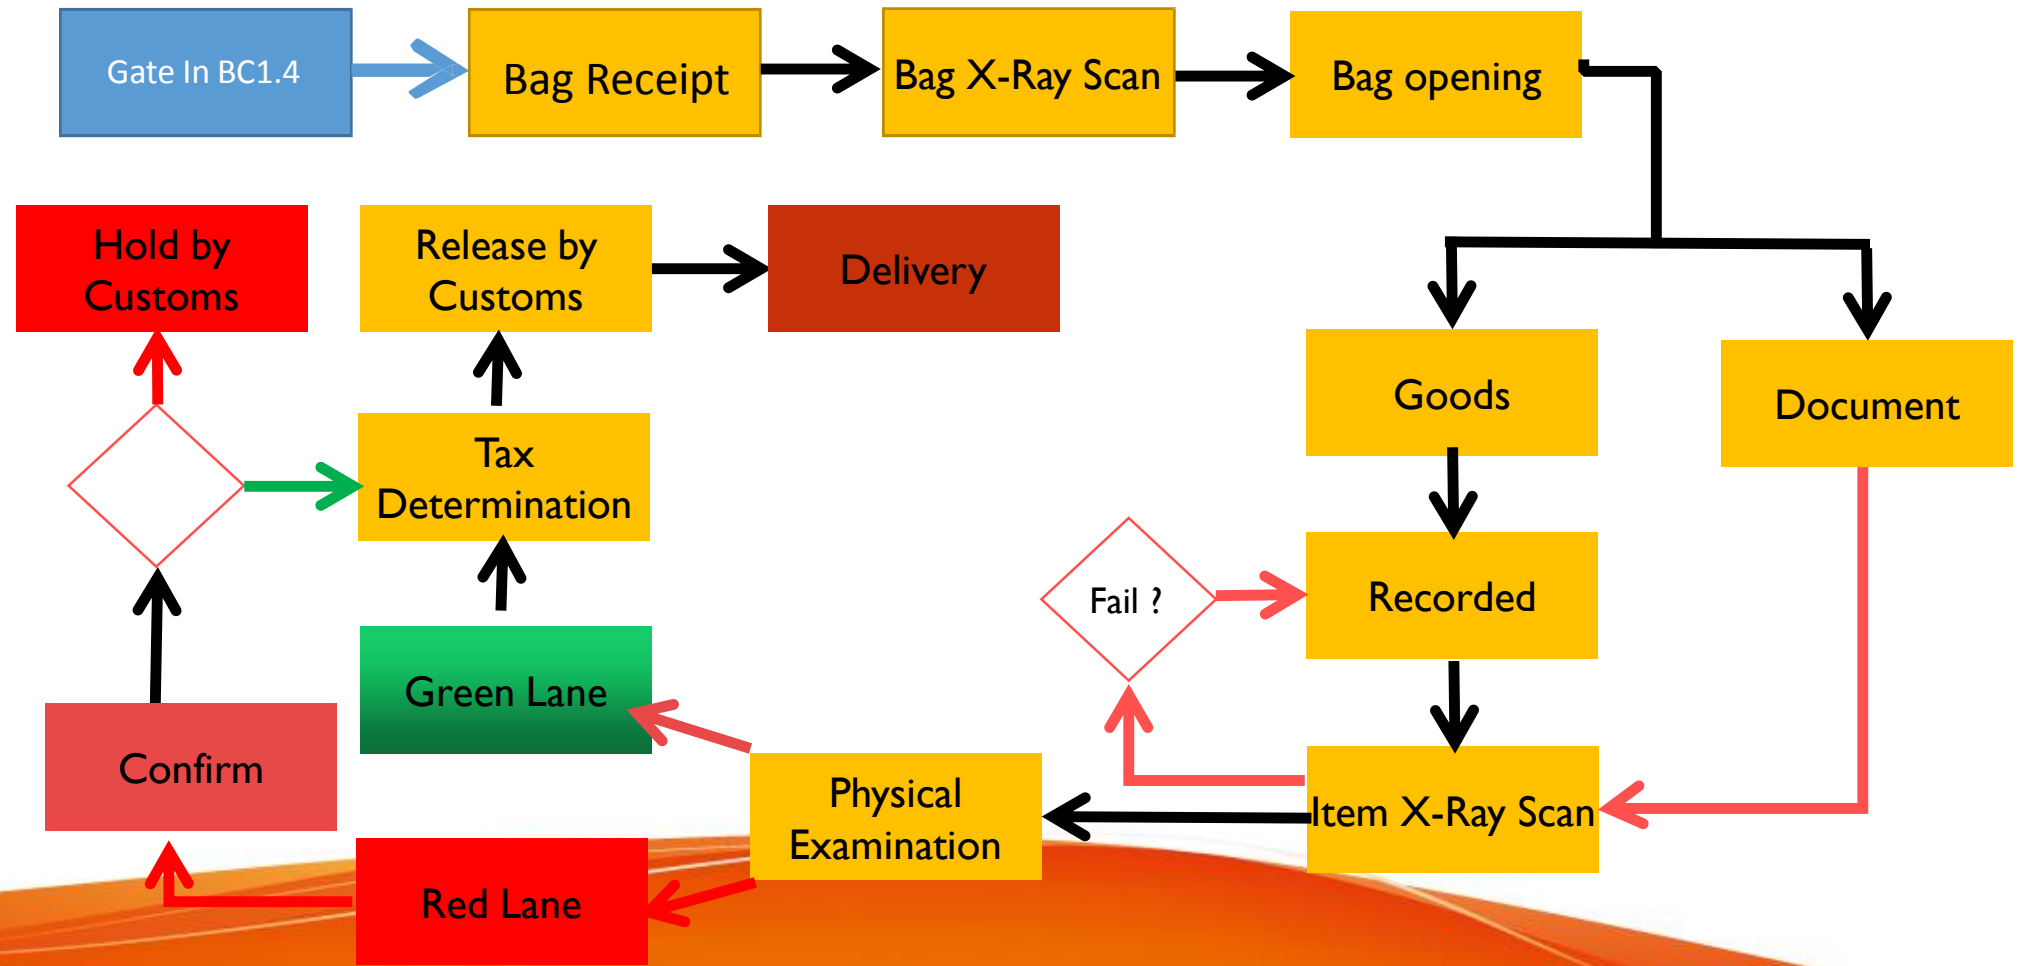 Gate In BC1.4
Bag Receipt
Bag X-Ray Scan
Bag opening
Hold by
Customs
Release by
Customs
Delivery
Goods
Document
Tax
Determination
Fail ?
Recorded
Green Lane
Confirm
Physical
Examination
Item X-Ray Scan
Red Lane